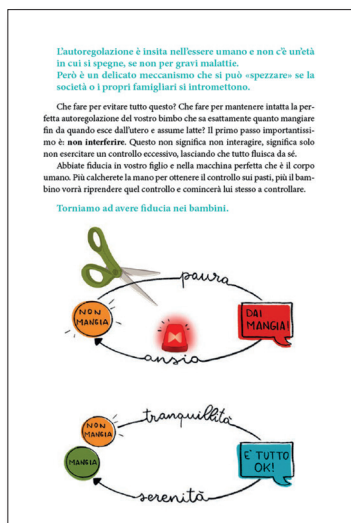 L'autoregolazione è insita nell'essere umano e non c'è un'età
in cui si spegne, se non per gravi malattie.
Però è un delicato meccanismo che si può «spezzare» se la
società o i propri famigliari si intromettono.
Che fare per evitare tutto questo? Che fare per mantenere intatta la per-
fetta autoregolazione del vostro bimbo che sa esattamente quanto mangiare
fin da quando esce dall'utero e assume latte? Il primo passo importantissi-
mo è: non interferire. Questo non significa non interagire, significa solo
non esercitare un controllo eccessivo, lasciando che tutto fluisca da sé.
Abbiate fiducia in vostro figlio e nella macchina perfetta che è il corpo
umano. Più calcherete la mano per ottenere il controllo sui pasti, più il bam-
bino vorrà riprendere quel controllo e comincerà lui stesso a controllare.
Torniamo ad avere fiducia nei bambini.
paura
NON
MANGIA
DAI
MANGIA!
ansia
NON
MANGIA
tranquillità
MANGIA
E' TUTTO
OK!
serenità